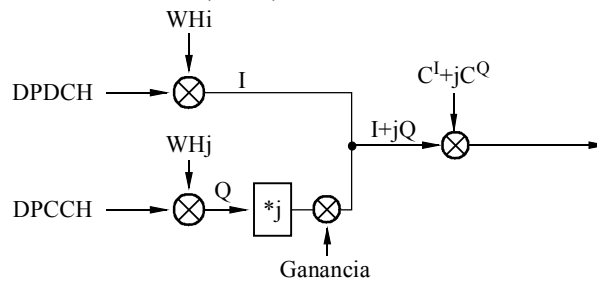 WHi
C^I+jC^Q
DPDCH
I
WHj
I+jQ
DPCCH
Q
*j
Ganancia